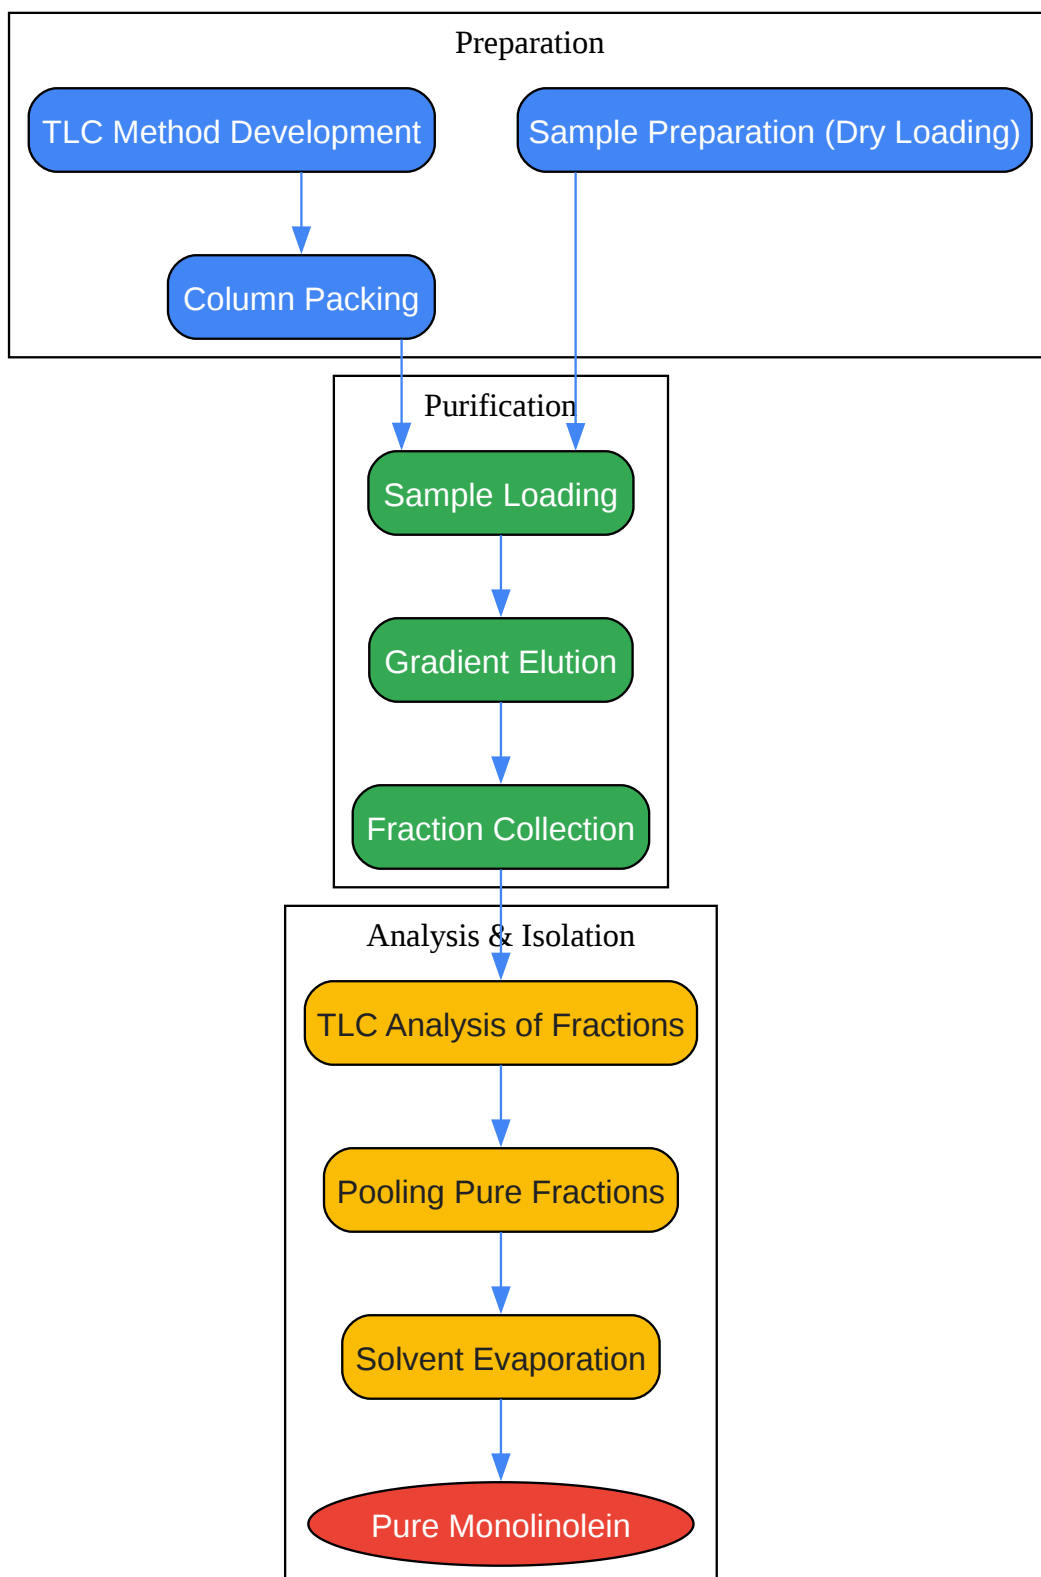 Preparation
TLC Method Development
Sample Preparation (Dry Loading)
Column Packing
Purification
Sample Loading
Gradient Elution
Fraction Collection
Analysis & Isolation
TLC Analysis of Fractions
Pooling Pure Fractions
Solvent Evaporation
Pure Monolinolein